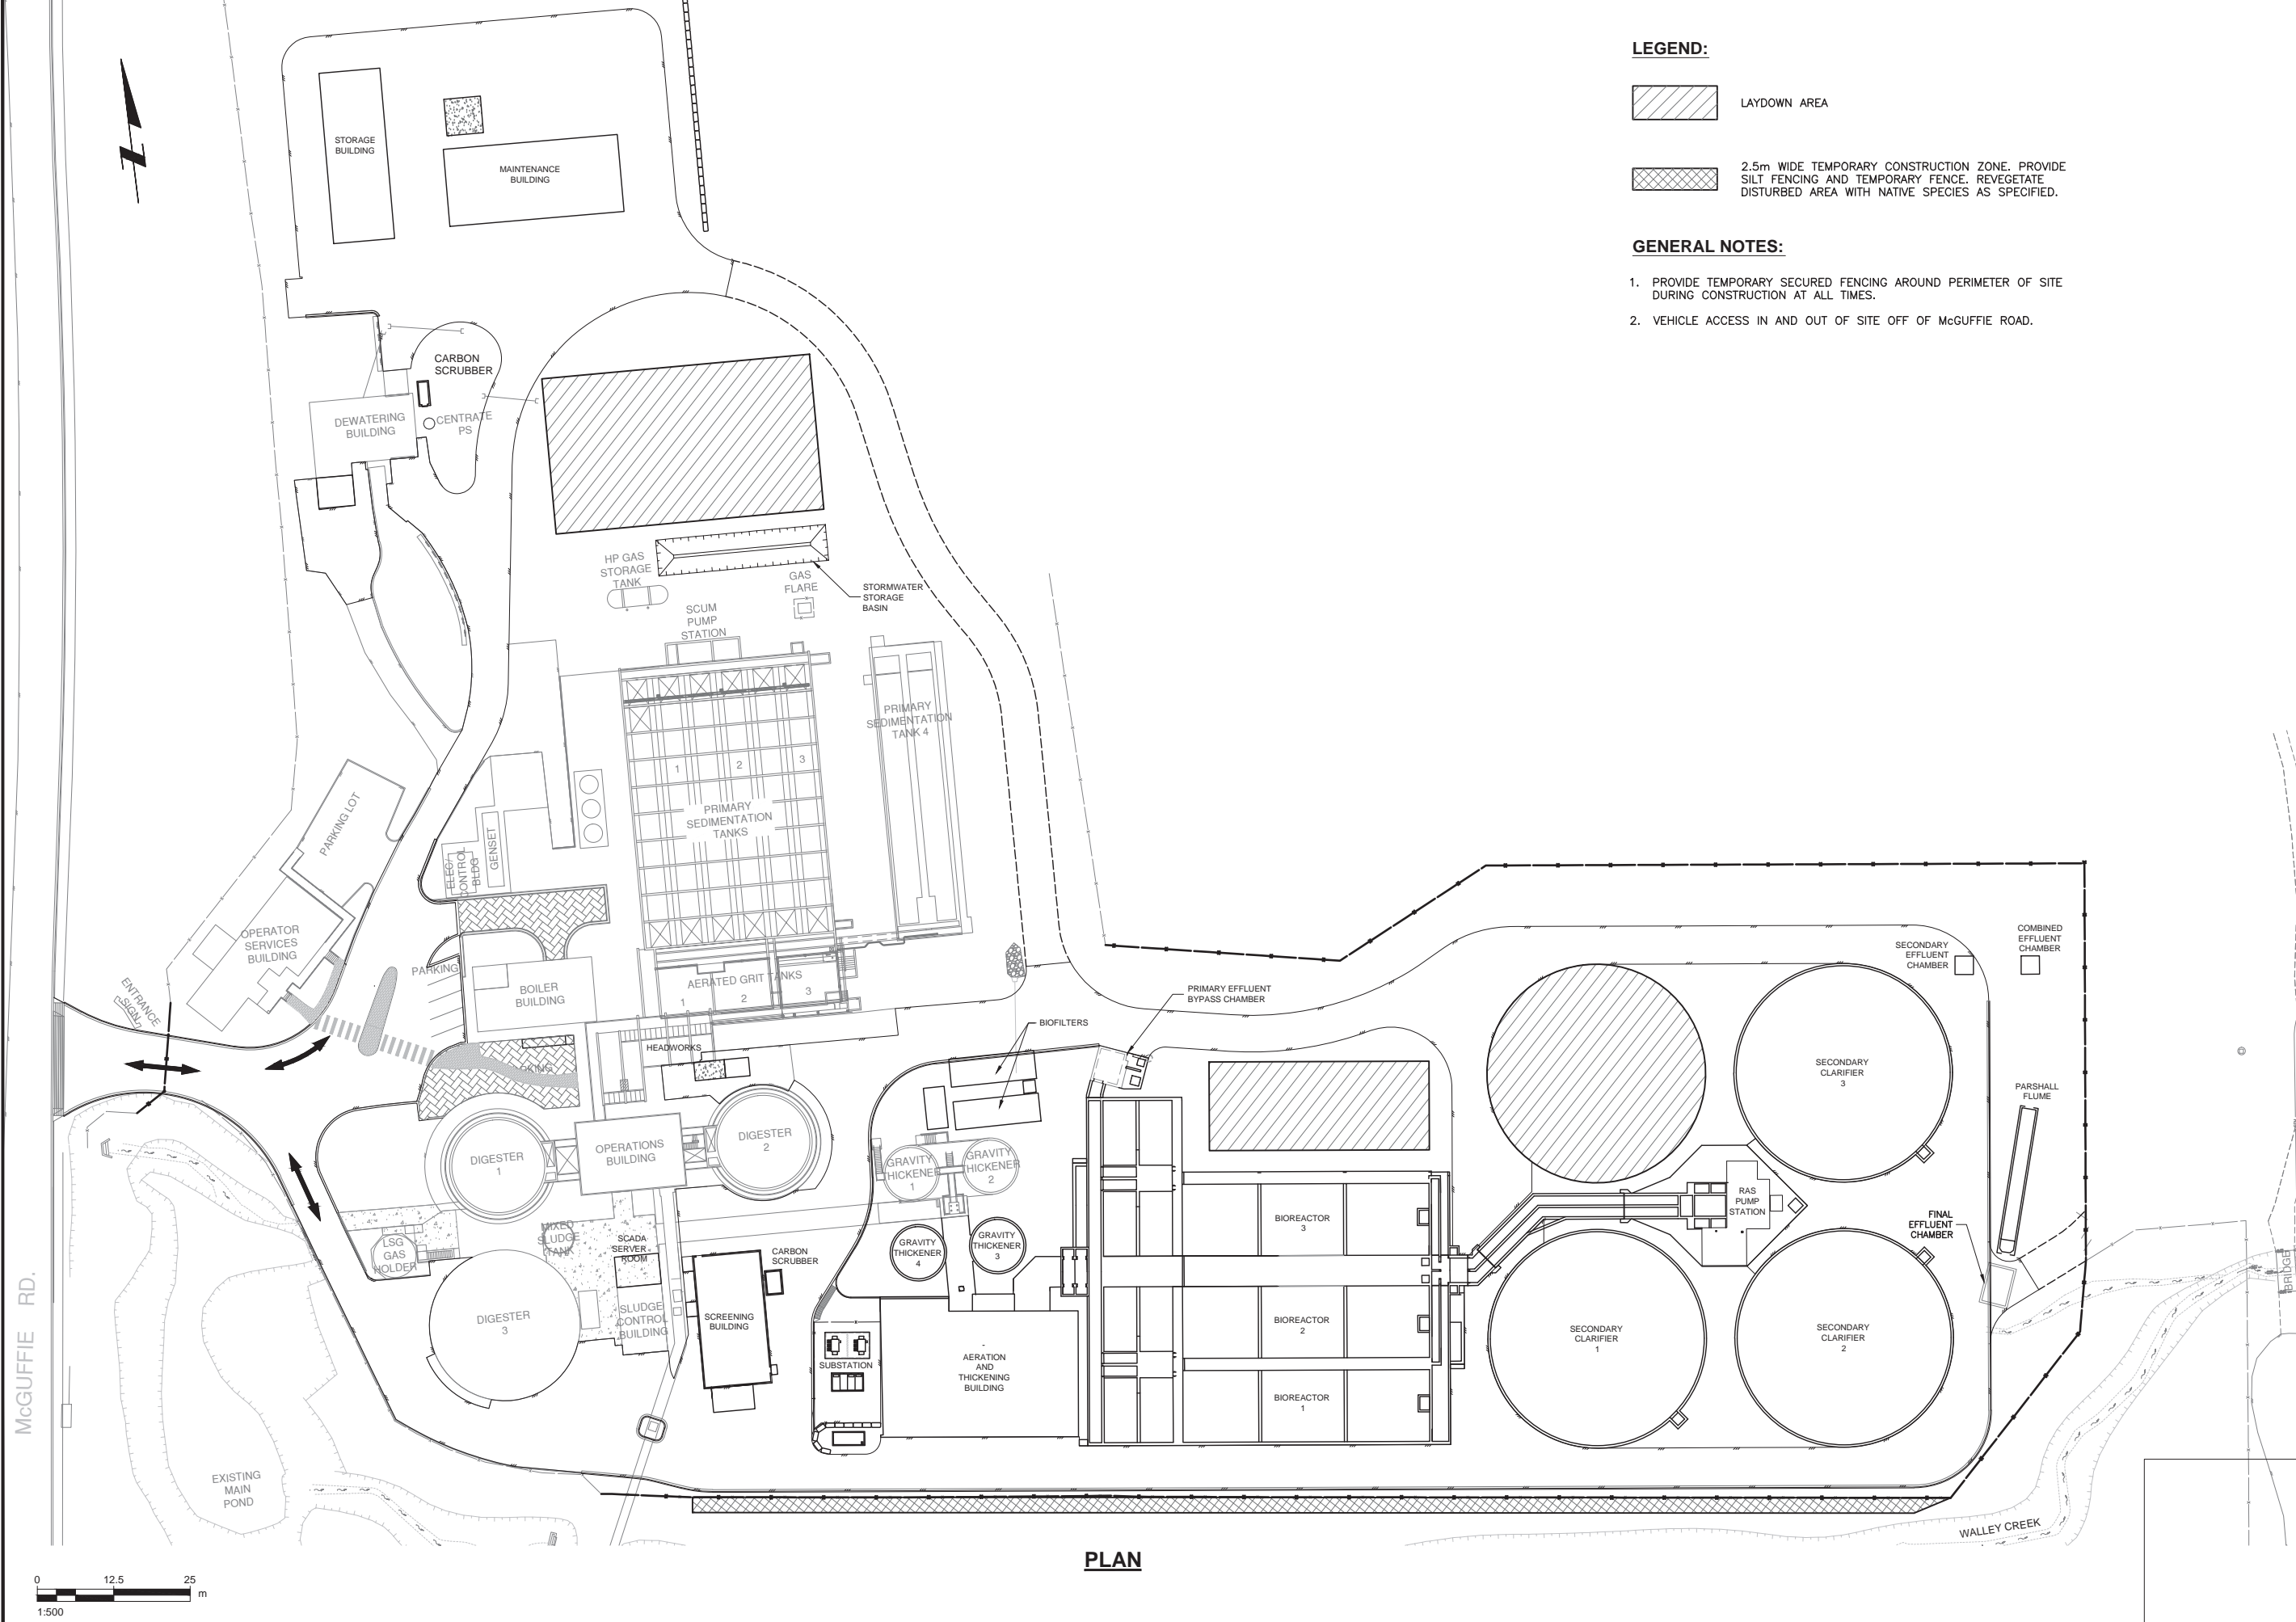 LEGEND:
LAYDOWN AREA
2.5m WIDE TEMPORARY CONSTRUCTION ZONE. PROVIDE
SILT FENCING AND TEMPORARY FENCE. REVEGETATE
DISTURBED AREA WITH NATIVE SPECIES AS SPECIFIED.
GENERAL NOTES:
1. PROVIDE TEMPORARY SECURED FENCING AROUND PERIMETER OF SITE
DURING CONSTRUCTION AT ALL TIMES.
2. VEHICLE ACCESS IN AND OUT OF SITE OFF OF McGUFFIE ROAD.
STORAGE
BUILDING
MAINTENANCE
BUILDING
CARBON
SCRUBBER
DEWATERING
BUILDING
CENTRATE
PS
HP GAS
STORAGE
TANK
GAS
FLARE
STORMWATER
STORAGE
BASIN
SCUM
PUMP
STATION
PRIMARY
SEDIMENTATION
TANK 4
1
2
3
PRIMARY
SEDIMENTATION
TANKS
PARKING LOT
GENSET
ELEC/
CONTROL
BLDG
OPERATOR
SERVICES
BUILDING
ENTRANCE
SIGN
PARKING
BOILER
BUILDING
AERATED GRIT TANKS
1
2
3
HEADWORKS
PRIMARY EFFLUENT
BYPASS CHAMBER
BIOFILTERS
SECONDARY
EFFLUENT
CHAMBER
COMBINED
EFFLUENT
CHAMBER
SECONDARY
CLARIFIER
3
PARSHALL
FLUME
DIGESTER
1
OPERATIONS
BUILDING
DIGESTER
2
GRAVITY
THICKENER
1
GRAVITY
THICKENER
2
RAS
PUMP
STATION
FINAL
EFFLUENT
CHAMBER
LSG
GAS
HOLDER
MIXED
SLUDGE
TANK
SCADA
SERVER
ROOM
CARBON
SCRUBBER
GRAVITY
THICKENER
4
GRAVITY
THICKENER
3
BIOREACTOR
3
BRIDGE
DIGESTER
3
SLUDGE
CONTROL
BUILDING
SCREENING
BUILDING
SUBSTATION
AERATION
AND
THICKENING
BUILDING
BIOREACTOR
2
BIOREACTOR
1
SECONDARY
CLARIFIER
1
SECONDARY
CLARIFIER
2
McGUFFIE RD.
EXISTING
MAIN
POND
WALLEY CREEK
PLAN
0 12.5 25
m
1:500